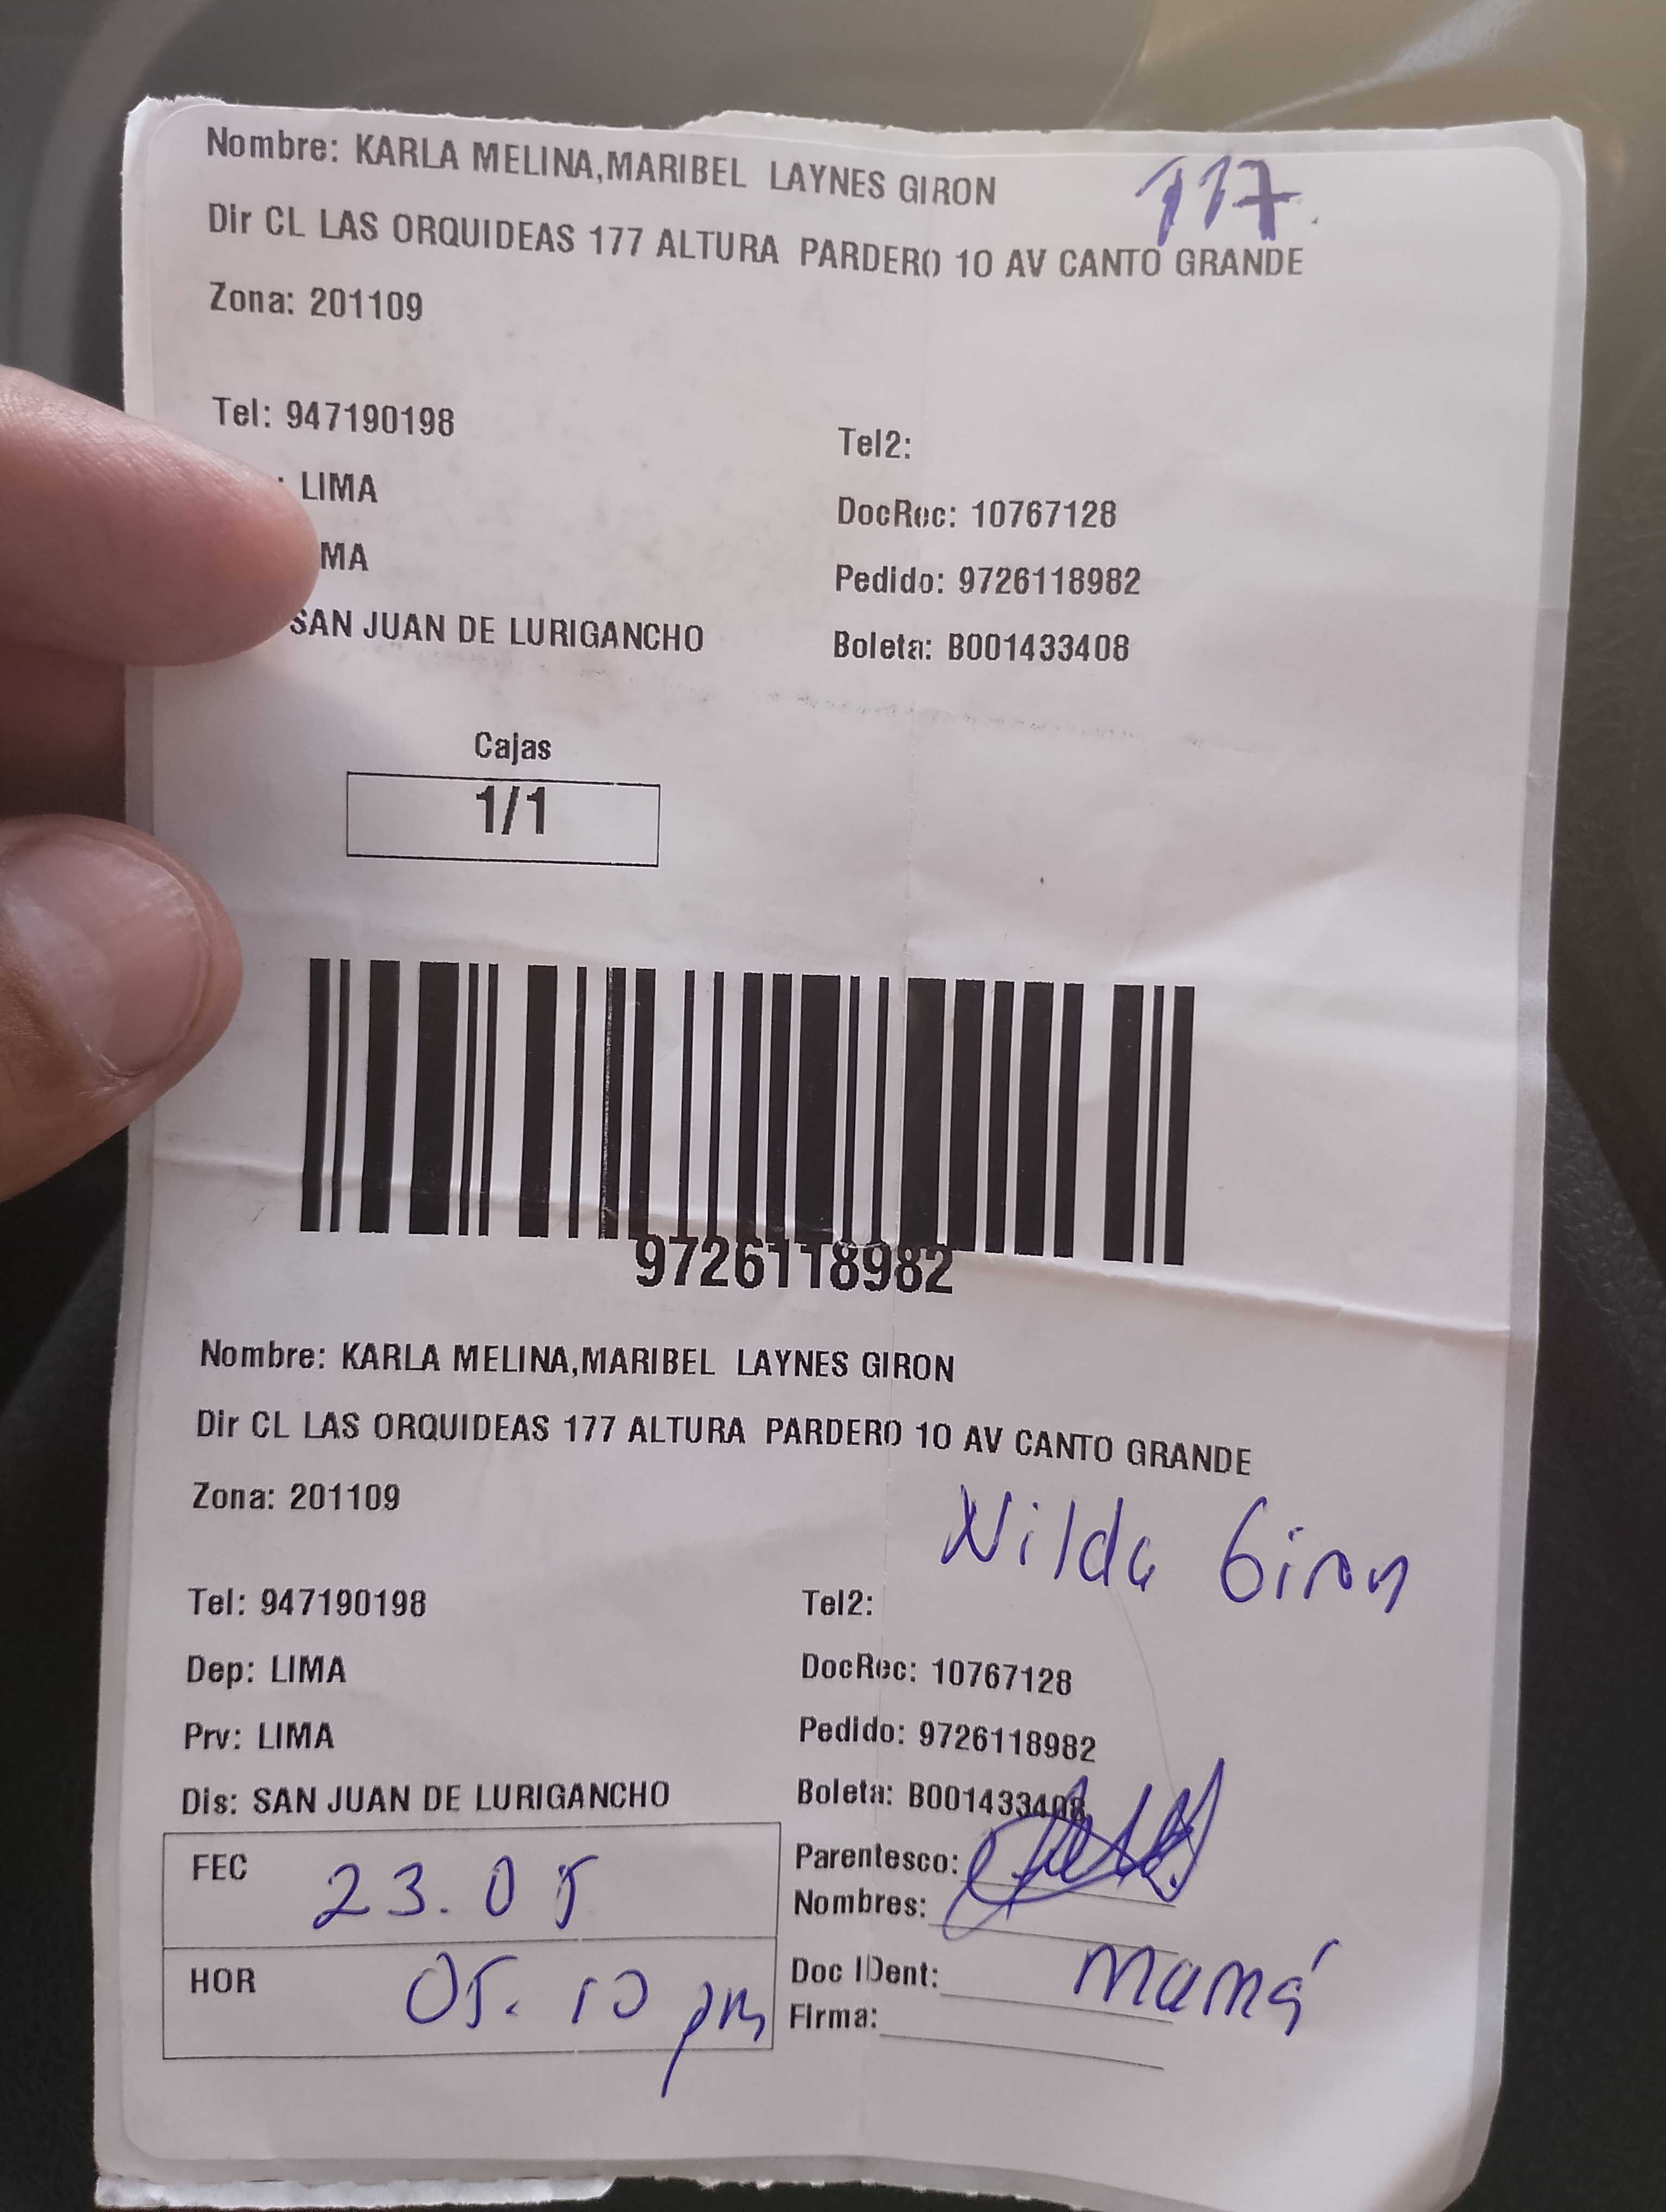 Nombre: KARLA MELINA,MARIBEL LAYNES GIRON
117
Dir CL LAS ORQUIDEAS 177 ALTURA PARDERO 10 AV CANTO GRANDE
Zona: 201109
Tel: 947190198
Tel2:
: LIMA
DocRec: 10767128
MA
Pedido: 9726118982
SAN JUAN DE LURIGANCHO
Boleta: B001433408
Cajas
1/1
9726118982
Nombre: KARLA MELINA,MARIBEL LAYNES GIRON
Dir CL LAS ORQUIDEAS 177 ALTURA PARDERO 10 AV CANTO GRANDE
Zona: 201109
Nilda Giron
Tel: 947190198
Tel2:
Dep: LIMA
DocRec: 10767128
Prv: LIMA
Pedido: 9726118982
Dis: SAN JUAN DE LURIGANCHO
Boleta: B001433408
FEC 23.05
Parentesco:
Nombres:
HOR 05.10 pm
Doc IDent: mamá
Firma: